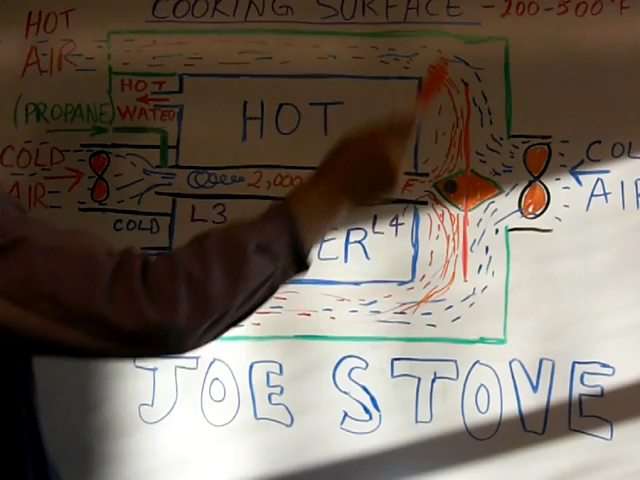 COOKING SURFACE -200-500°F
HOT
AIR
HOT
WATER
(PROPANE)
HOT
COLD
AIR
2,000
F
COL
AIR
COLD
L3
L4
ER
JOE STOVE